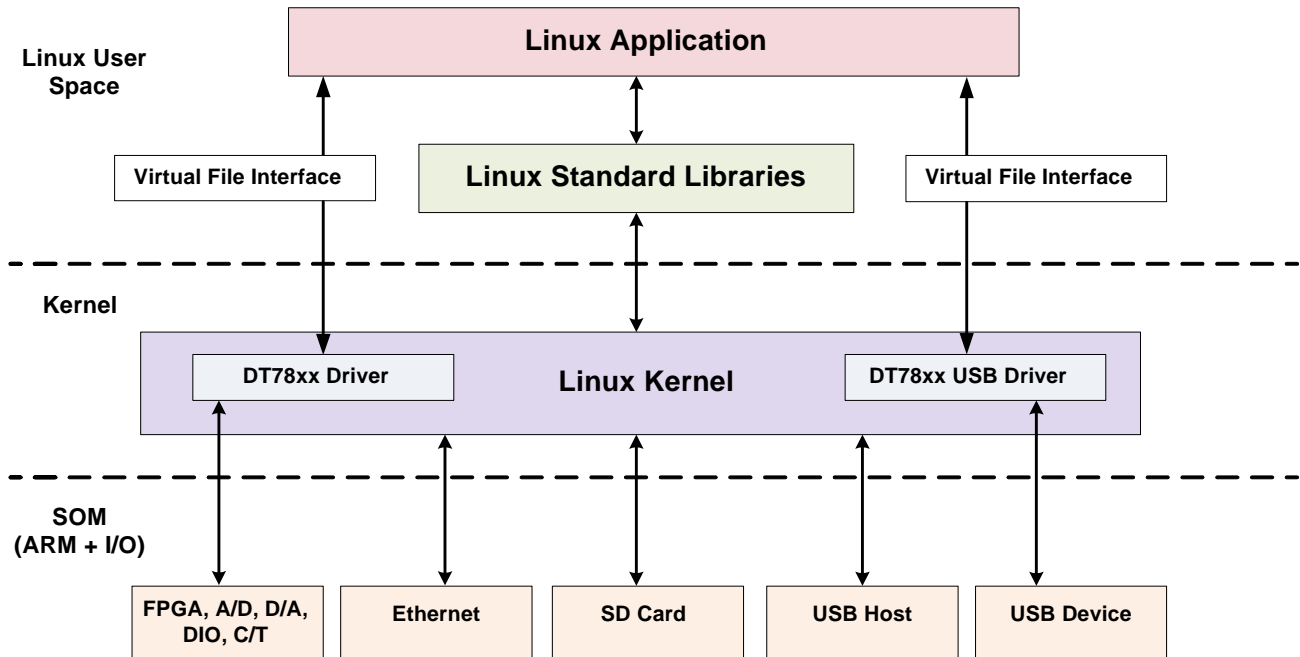 Linux Application
Linux User
Space
Virtual File Interface
Linux Standard Libraries
Virtual File Interface
Kernel
DT78xx Driver
Linux Kernel
DT78xx USB Driver
SOM
(ARM + I/O)
FPGA, A/D, D/A,
DIO, C/T
Ethernet
SD Card
USB Host
USB Device